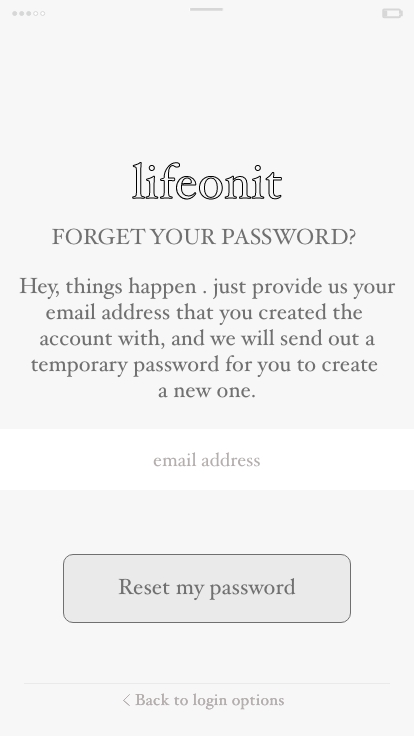 lifeonit
FORGET YOUR PASSWORD?
Hey, things happen . just provide us your
email address that you created the
account with, and we will send out a
temporary password for you to create
a new one.
email address
Reset my password
Back to login options